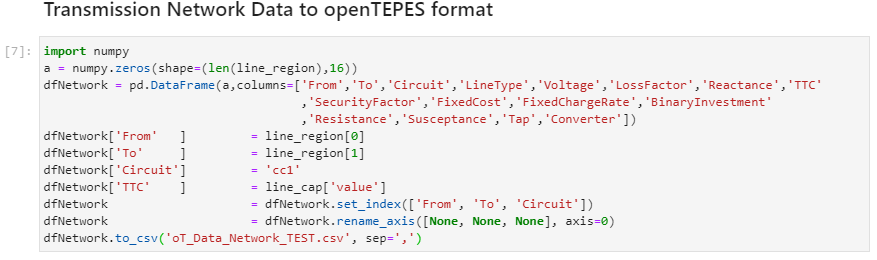 Transmission Network Data to openTEPES format
[7]: import numpy
a = numpy.zeros(shape=(len(line_region),16))
dfNetwork = pd.DataFrame(a,columns=['From','To','Circuit','LineType','Voltage','LossFactor','Reactance','TTC'
,'SecurityFactor','FixedCost','FixedChargeRate','BinaryInvestment'
,'Resistance','Susceptance','Tap','Converter'])
dfNetwork['From'   ]         = line_region[0]
dfNetwork['To'     ]         = line_region[1]
dfNetwork['Circuit']         = 'cc1'
dfNetwork['TTC'    ]         = line_cap['value']
dfNetwork                    = dfNetwork.set_index(['From', 'To', 'Circuit'])
dfNetwork                    = dfNetwork.rename_axis([None, None, None], axis=0)
dfNetwork.to_csv('oT_Data_Network_TEST.csv', sep=',')